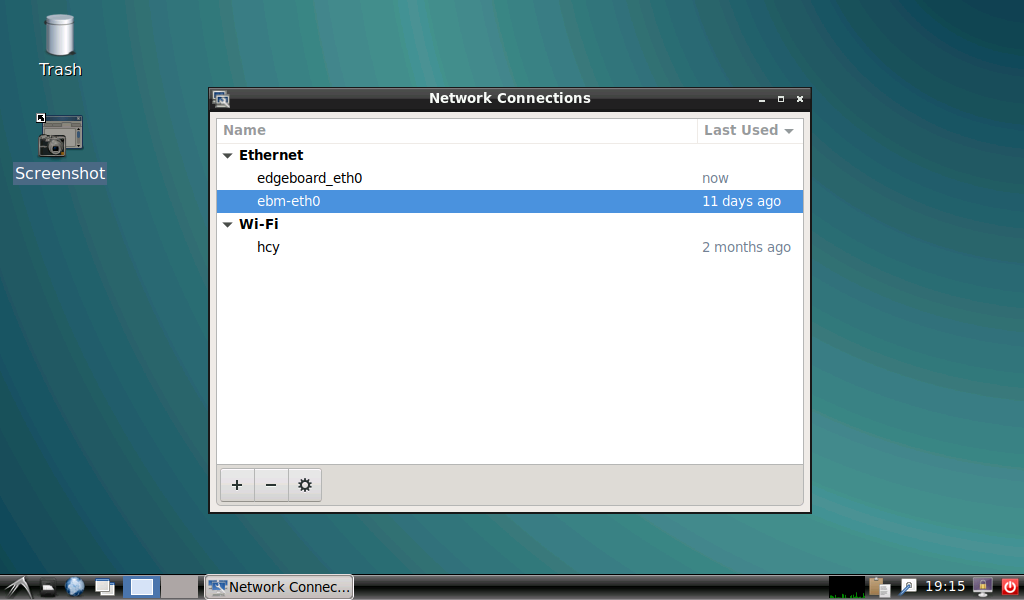 Trash
Screenshot
Network Connections
Name Last Used
Ethernet
edgeboard_eth0 now
ebm-eth0 11 days ago
Wi-Fi
hcy 2 months ago
Network Connec...
19:15